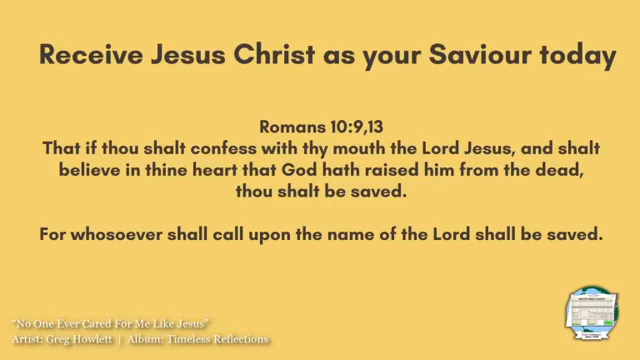 Receive Jesus Christ as your Saviour today
Romans 10:9,13
That if thou shalt confess with thy mouth the Lord Jesus, and shalt
believe in thine heart that God hath raised him from the dead,
thou shalt be saved.
For whosoever shall call upon the name of the Lord shall be saved.
"No One Ever Cared For Me Like Jesus"
Artist: Greg Howlett | Album: Timeless Reflections